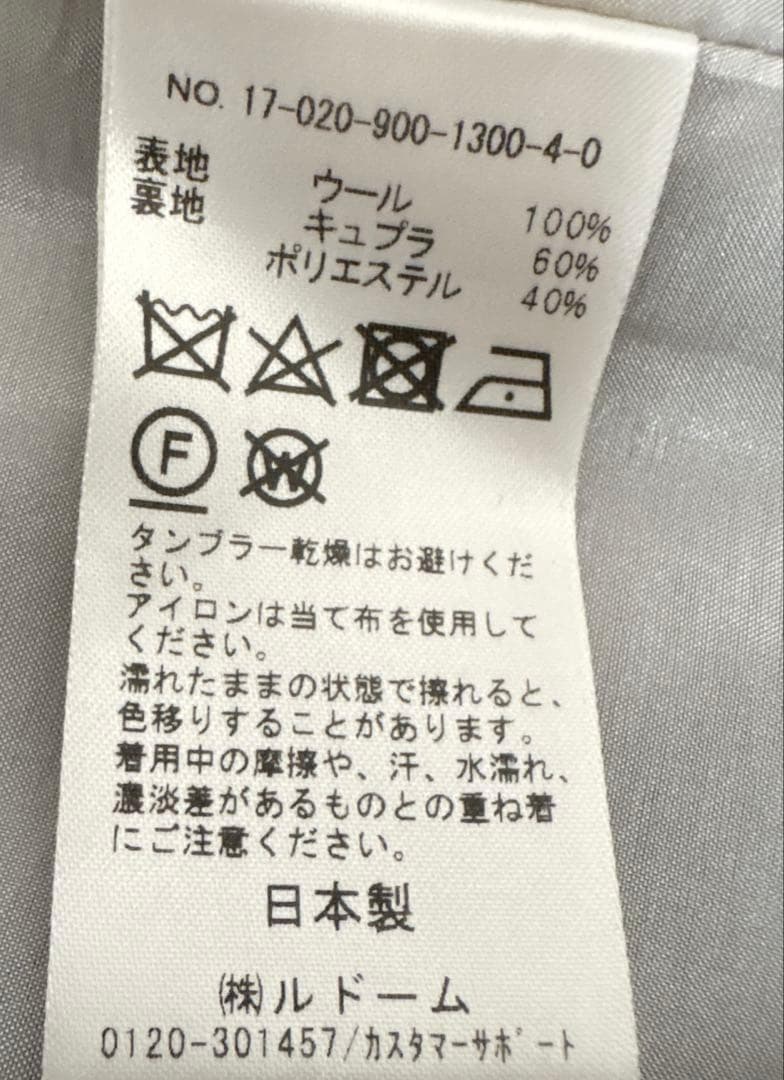 NO. 17-020-900-1300-4-0
表地 ウール 100%
裏地 キュプラ 60%
ポリエステル 40%
F W
タンブラー乾燥はお避けくだ
さい。
アイロンは当て布を使用して
ください。
濡れたままの状態で擦れると、
色移りすることがあります。
着用中の摩擦や、汗、水濡れ、
濃淡差があるものとの重ね着
にご注意ください。
日本製
㈱ルドーム
0120-301457/カスタマーサポート